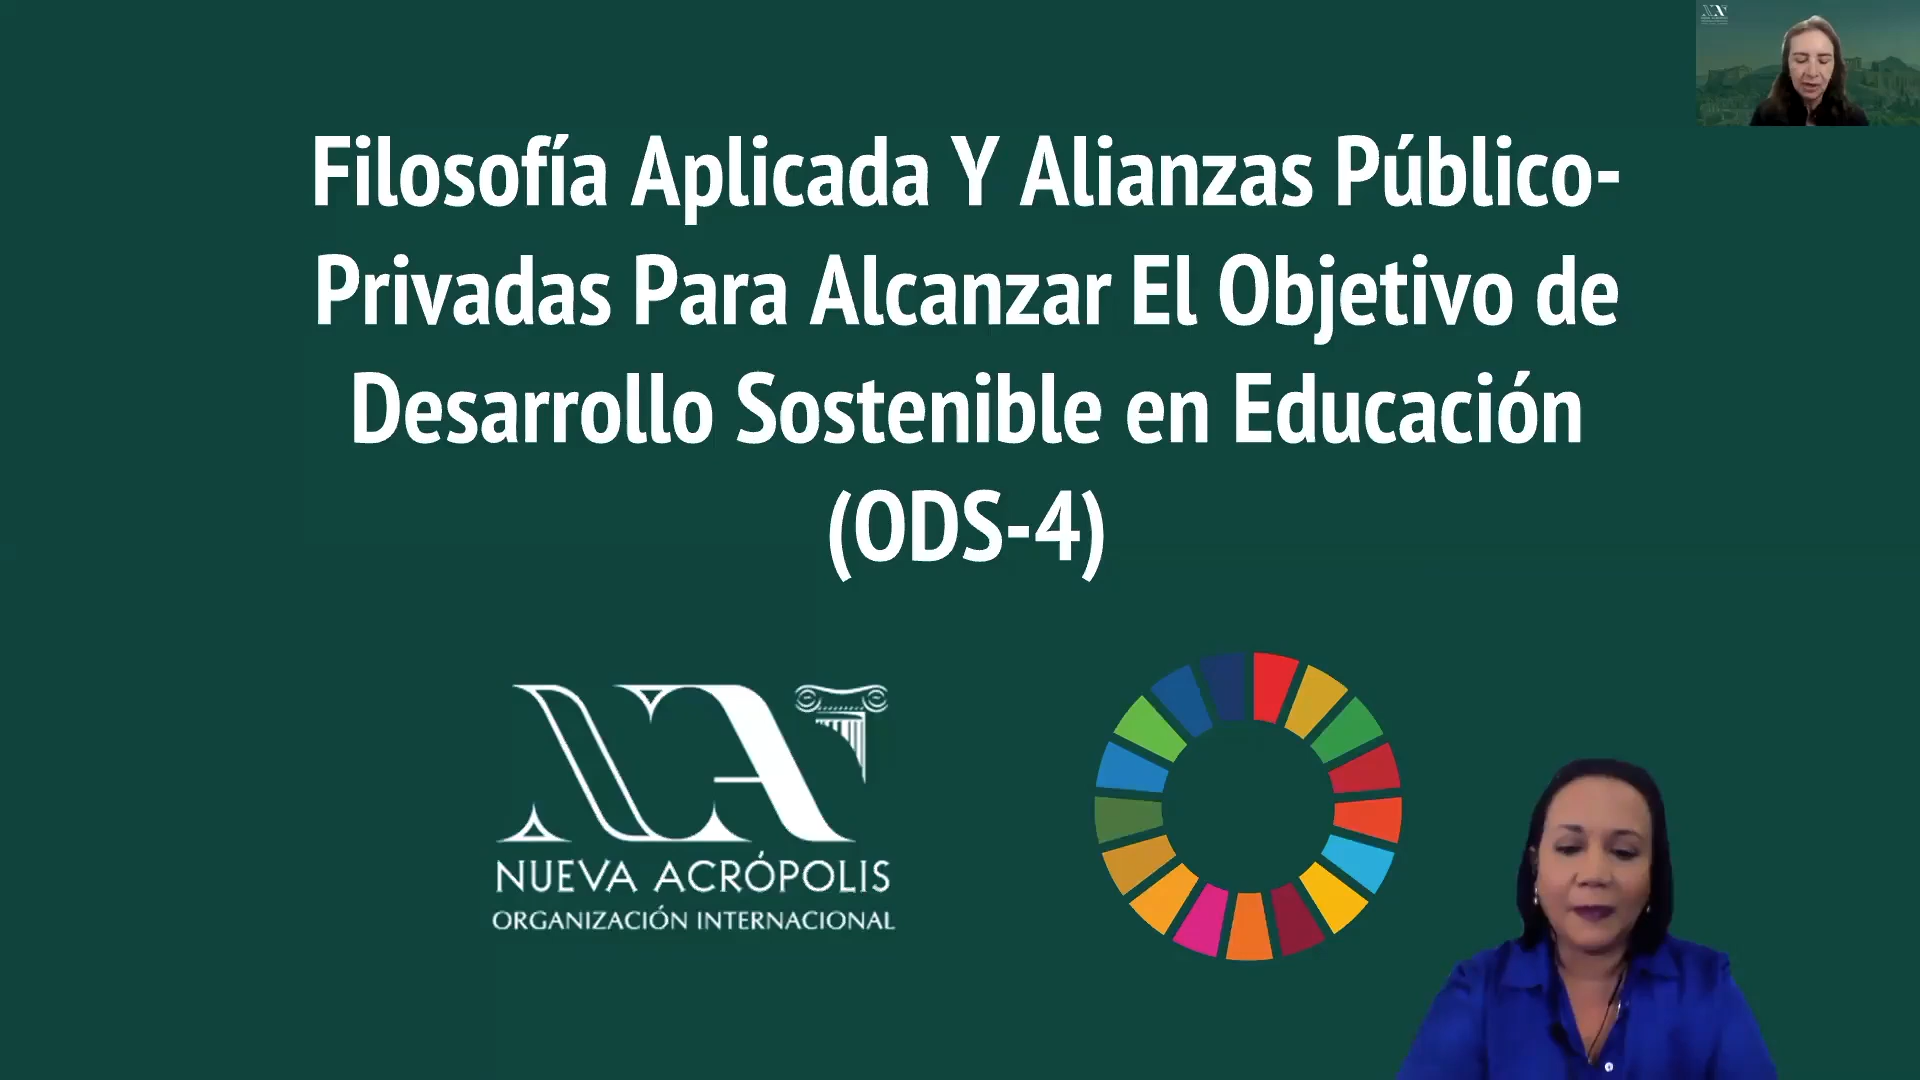 Filosofía Aplicada Y Alianzas Público-
Privadas Para Alcanzar El Objetivo de
Desarrollo Sostenible en Educación
(ODS-4)
NUEVA ACRÓPOLIS
ORGANIZACIÓN INTERNACIONAL